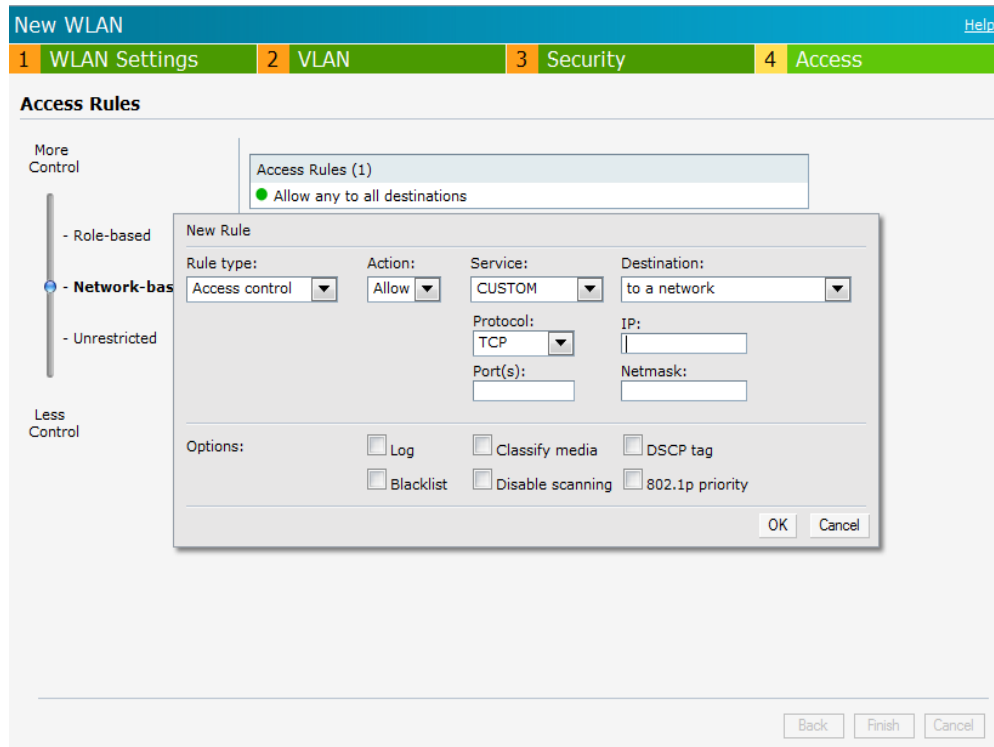 New WLAN
Help
1 WLAN Settings 2 VLAN 3 Security 4 Access
Access Rules
More
Control
- Role-based
- Network-bas
- Unrestricted
Less
Control
Access Rules (1)
Allow any to all destinations
New Rule
Rule type: Action: Service: Destination:
Access control Allow CUSTOM to a network
Protocol: IP:
TCP
Port(s): Netmask:
Options: Log Classify media DSCP tag
Blacklist Disable scanning 802.1p priority
OK Cancel
Back Finish Cancel